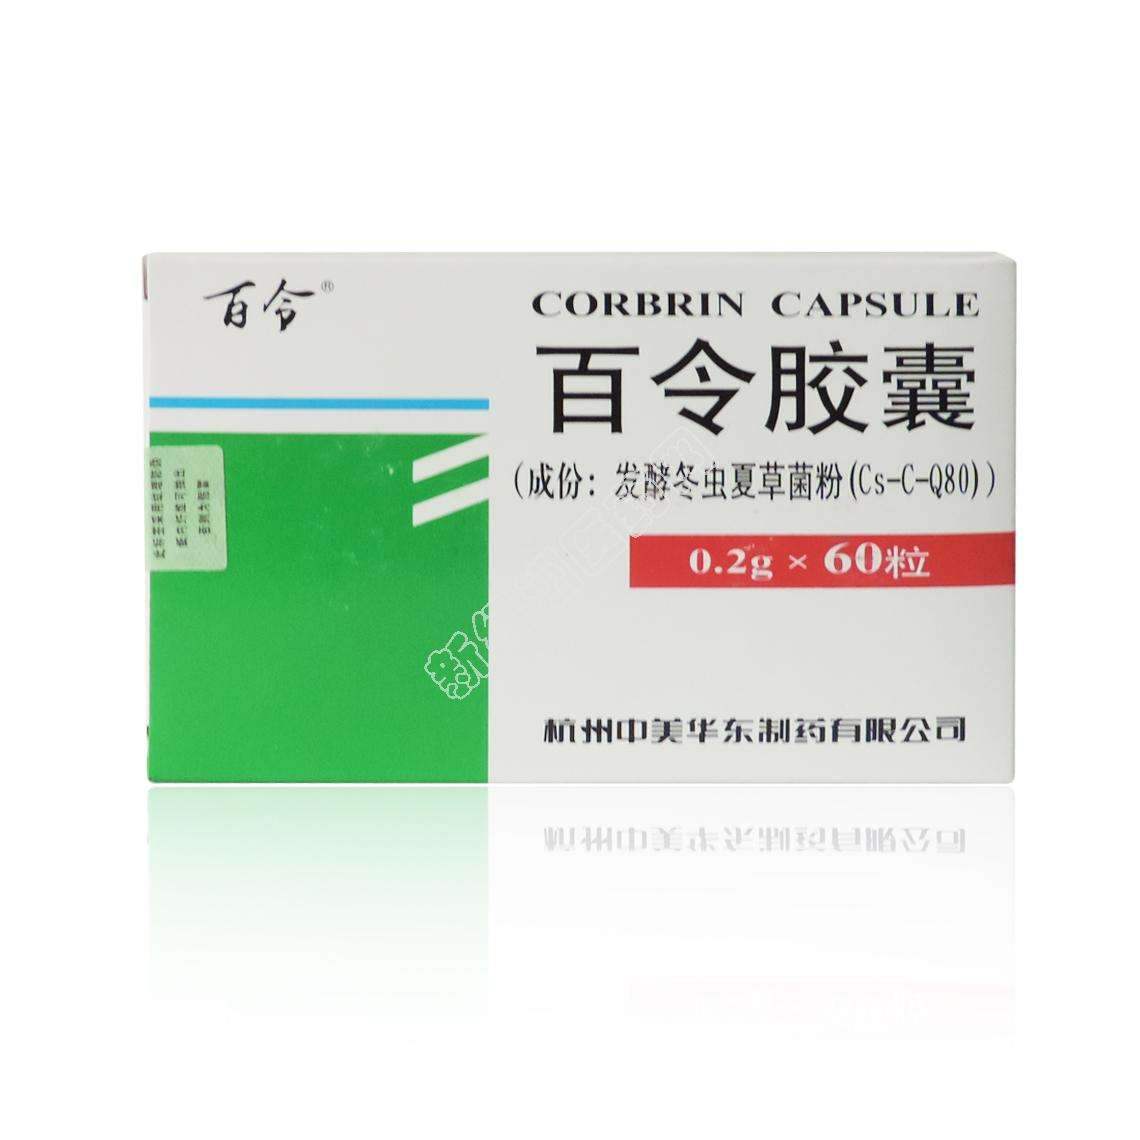 百令®
CORBRIN CAPSULE
百令胶囊
(成份：发酵冬虫夏草菌粉(Cs-C-Q80))
0.2g × 60粒
杭州中美华东制药有限公司